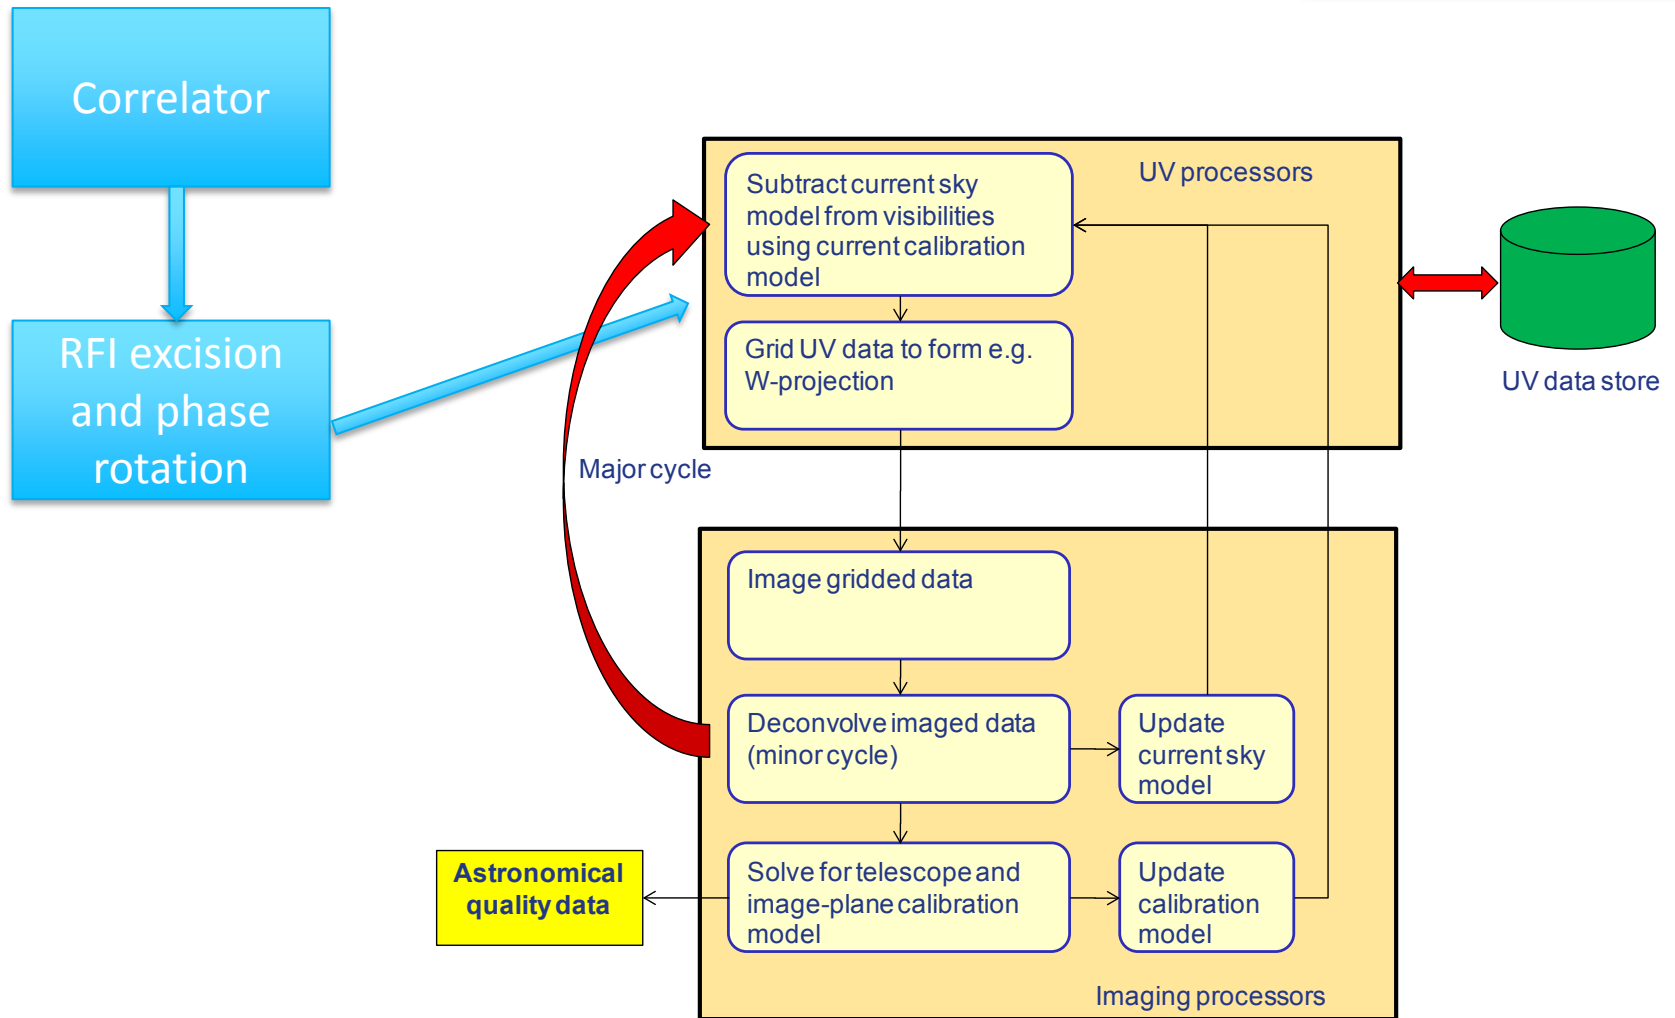 Correlator
RFI excision
and phase
rotation
UV processors
Subtract current sky
model from visibilities
using current calibration
model
Grid UV data to form e.g.
W-projection
UV data store
Major cycle
Image gridded data
Deconvolve imaged data
(minor cycle)
Update
current sky
model
Astronomical
quality data
Solve for telescope and
image-plane calibration
model
Update
calibration
model
Imaging processors